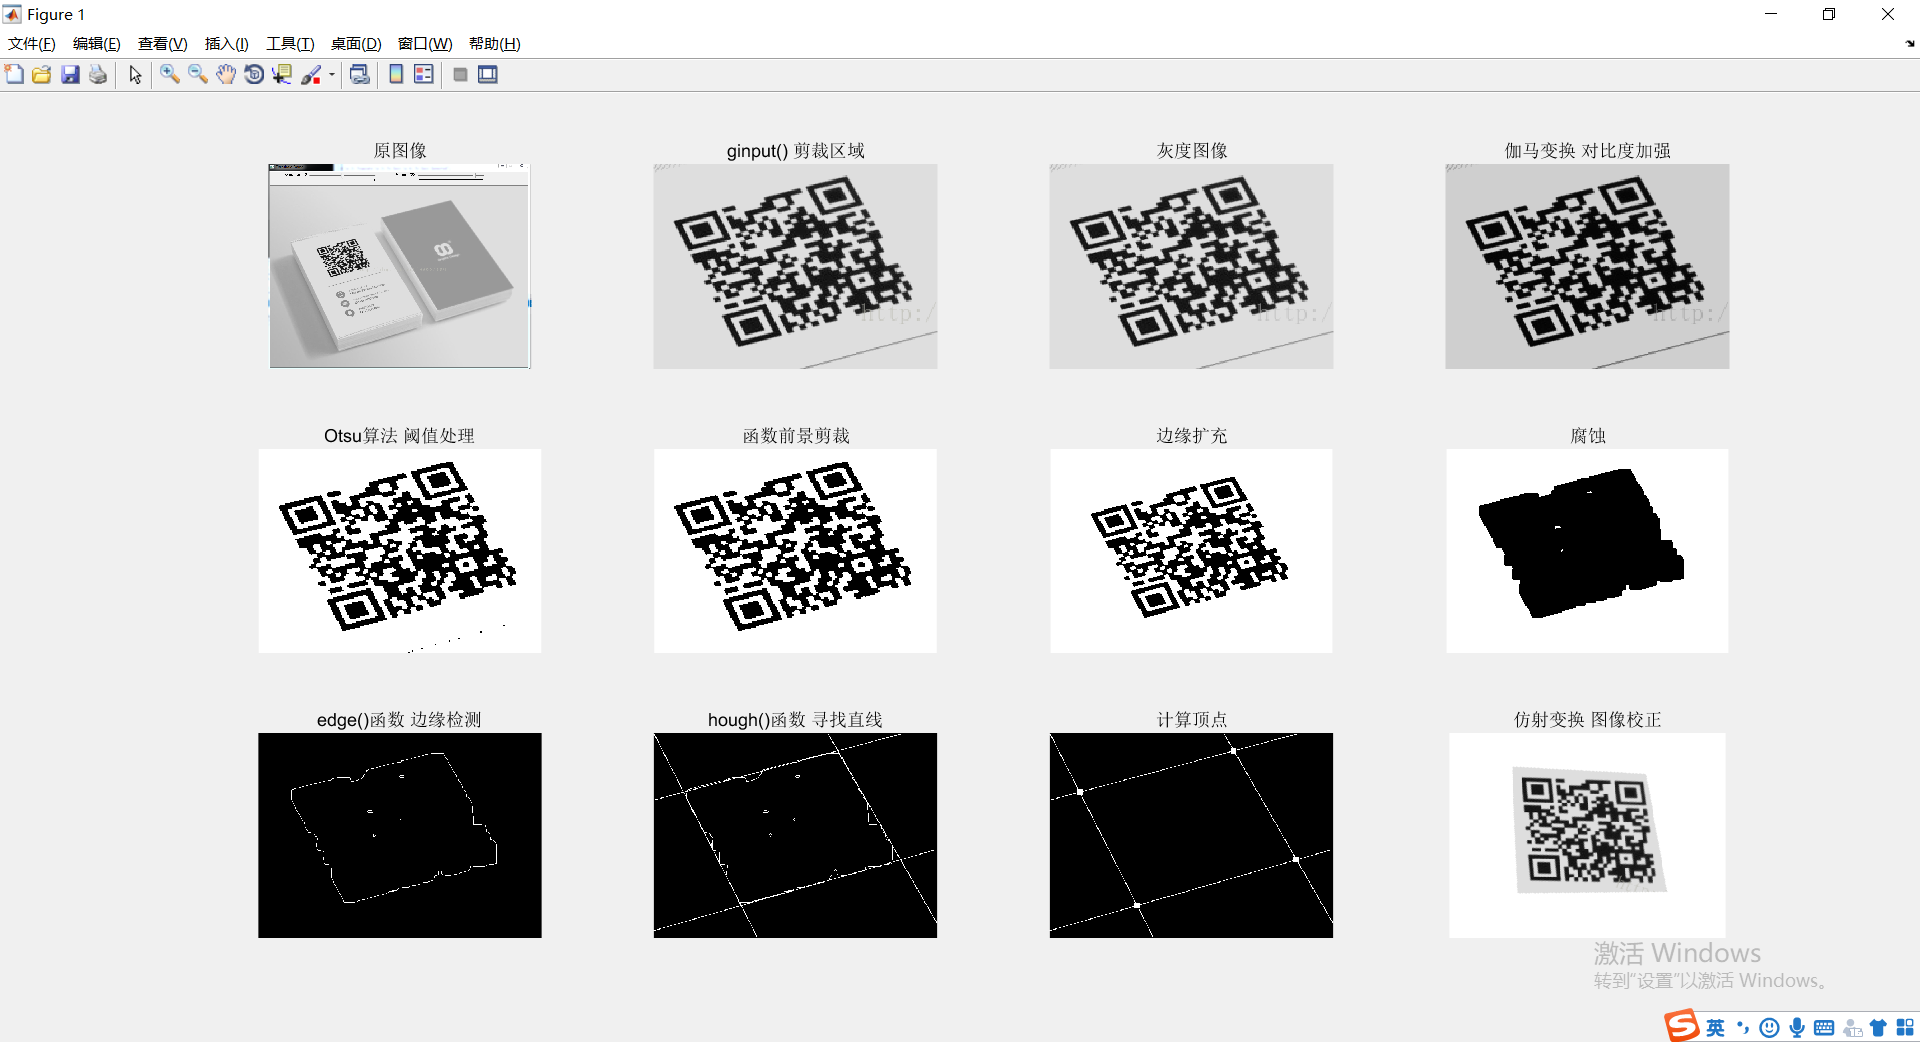 Figure 1
文件(F) 编辑(E) 查看(V) 插入(I) 工具(T) 桌面(D) 窗口(W) 帮助(H)
原图像
ginput() 剪裁区域
灰度图像
伽马变换 对比度加强
http:/
http:/
http:/
Otsu算法 阈值处理
函数前景剪裁
边缘扩充
腐蚀
edge()函数 边缘检测
hough()函数 寻找直线
计算顶点
仿射变换 图像校正
激活 Windows
转到"设置"以激活 Windows。
英